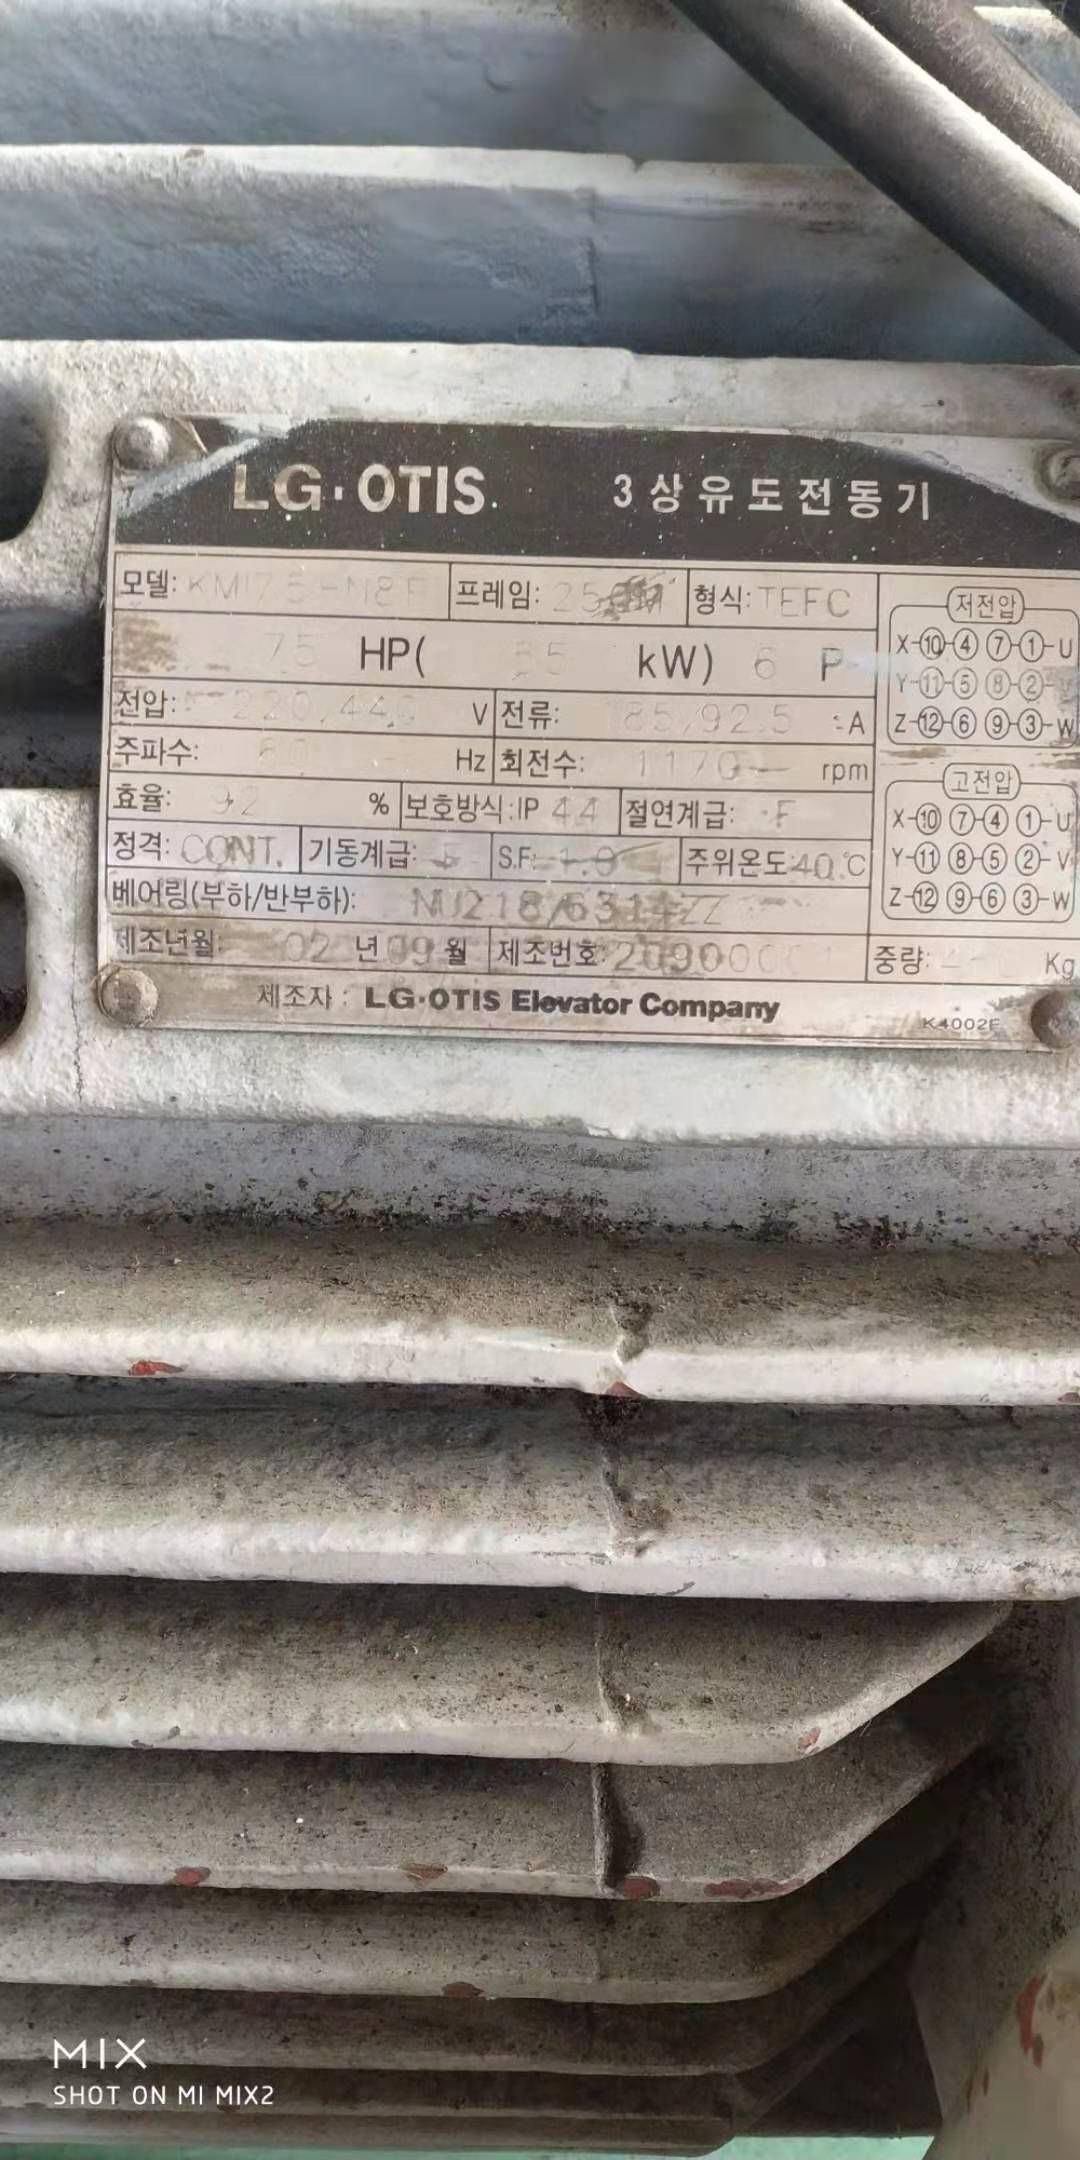 LG·OTIS 3상유도전동기
모델: 프레임: 형식: TEFC
75 HP( 55 kW) 6 P
전압: 220/440 V 전류: 185/92.5 A
주파수: 60 Hz 회전수: 1170 rpm
효율: 92 % 보호방식:IP 44 절연계급: F
정격: CONT. 기동계급: S.F: 1.0 주위온도:40℃
베어링(부하/반부하): NU218/6314ZZ
제조년월: 02 년 09 월 제조번호:
중량: Kg
제조자 : LG·OTIS Elevator Company
K4002E
저전압
X-⑩-④ ⑦-①-U
Y-⑪-⑤ ⑧-②-
Z-⑫-⑥ ⑨-③-W
고전압
X-⑩ ⑦-④ ①-U
Y-⑪ ⑧-⑤ ②-V
Z-⑫ ⑨-⑥ ③-W
MIX
SHOT ON MI MIX2